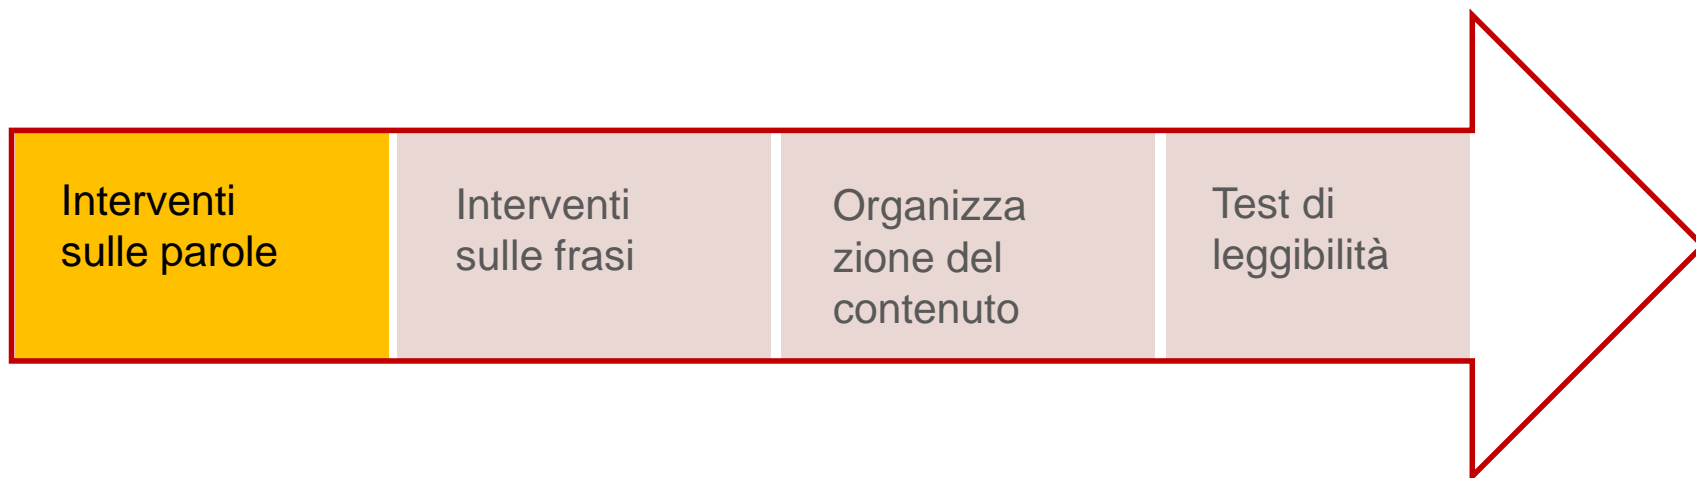 Interventi
sulle parole
Interventi
sulle frasi
Organizza
zione del
contenuto
Test di
leggibilità